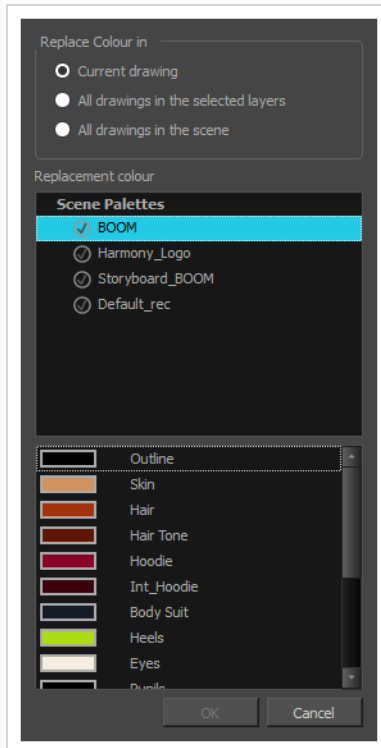 Replace Colour in
Current drawing
All drawings in the selected layers
All drawings in the scene
Replacement colour
Scene Palettes
BOOM
Harmony_Logo
Storyboard_BOOM
Default_rec
Outline
Skin
Hair
Hair Tone
Hoodie
Int_Hoodie
Body Suit
Heels
Eyes
Pupils
OK
Cancel